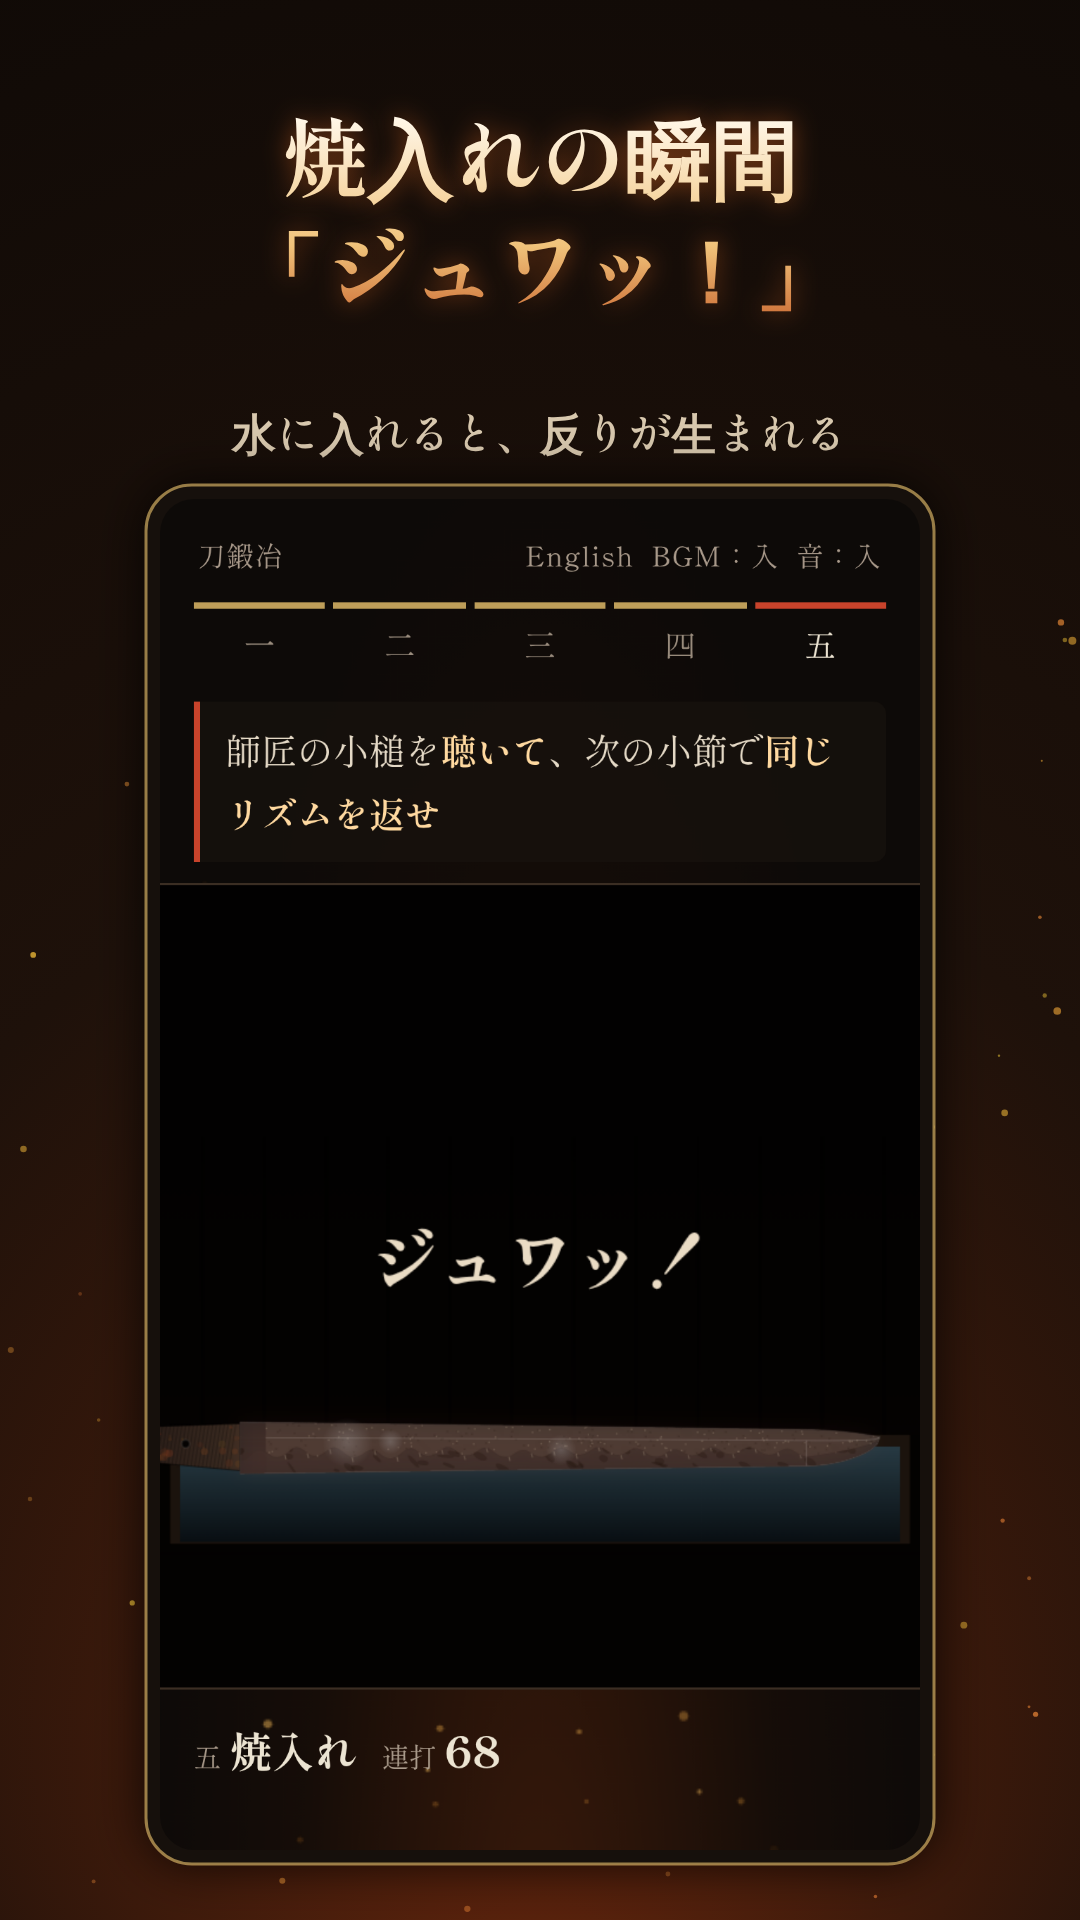 焼入れの瞬間
「ジュワッ！」
水に入れると、反りが生まれる
刀鍛冶 English BGM：入 音：入
一 二 三 四 五
師匠の小槌を聴いて、次の小節で同じ
リズムを返せ
ジュワッ！
五 焼入れ 連打 68